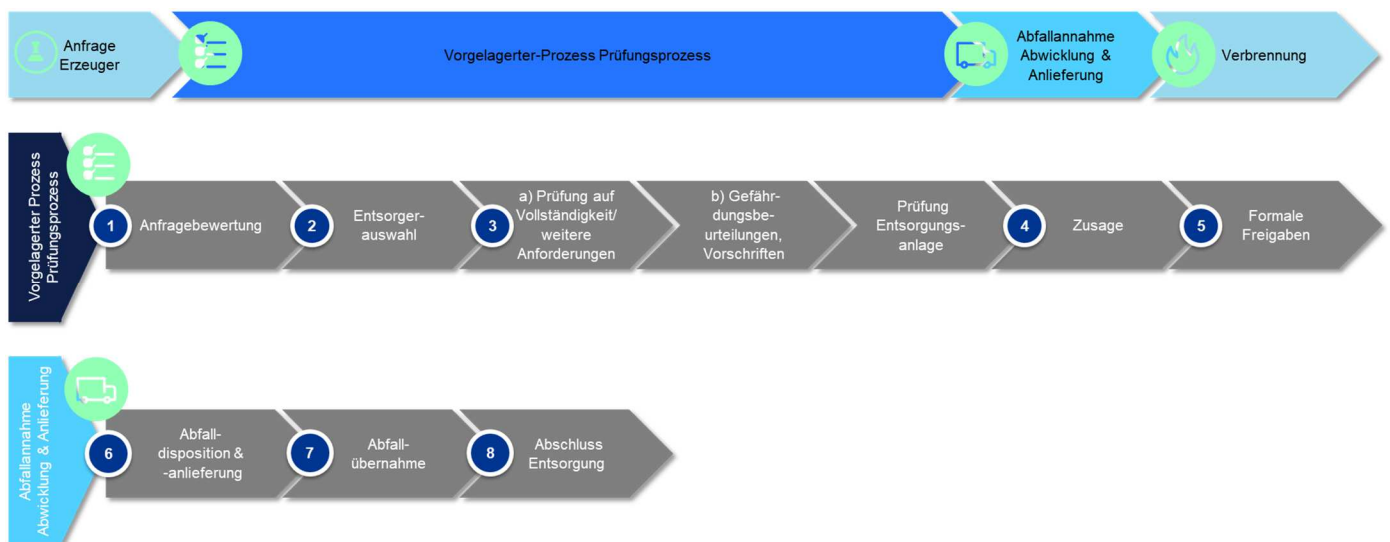 Anfrage
Erzeuger
Vorgelagerter-Prozess Prüfungsprozess
Abfallannahme
Abwicklung &
Anlieferung
Verbrennung
Vorgelagerter Prozess
Prüfungsprozess
1
Anfragebewertung
2
Entsorger-
auswahl
3
a) Prüfung auf
Vollständigkeit/
weitere
Anforderungen
b) Gefähr-
dungsbe-
urteilungen,
Vorschriften
Prüfung
Entsorgungs-
anlage
4
Zusage
5
Formale
Freigaben
Abfallannahme
Abwicklung & Anlieferung
6
Abfall-
disposition &
-anlieferung
7
Abfall-
übernahme
8
Abschluss
Entsorgung